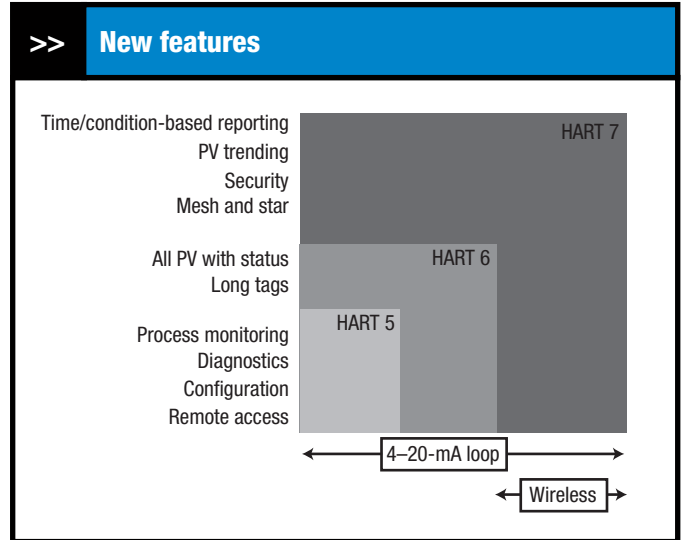 >> New features
Time/condition-based reporting
PV trending
Security
Mesh and star
HART 7
All PV with status
Long tags
HART 6
Process monitoring
Diagnostics
Configuration
Remote access
HART 5
4–20-mA loop
Wireless